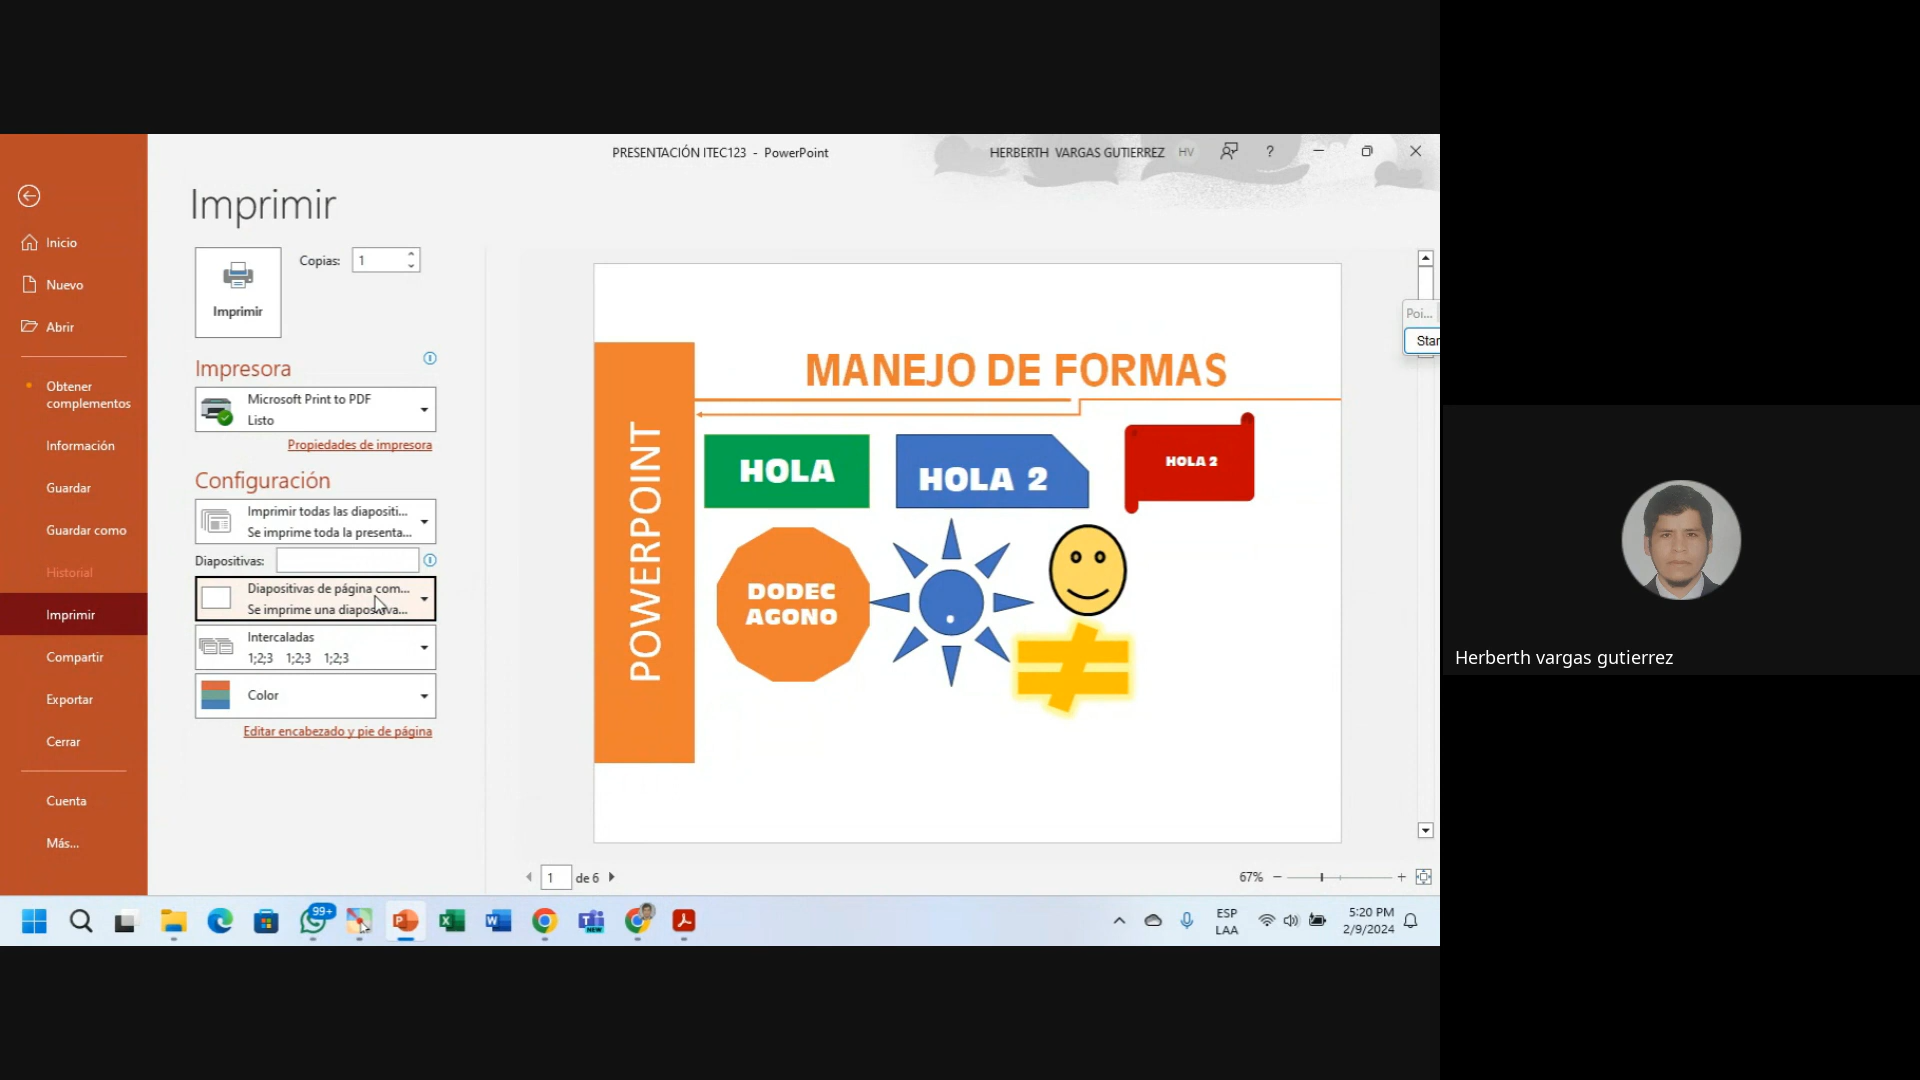 PRESENTACIÓN ITEC123 - PowerPoint
HERBERTH VARGAS GUTIERREZ
HV
?
Inicio
Nuevo
Abrir
Obtener
complementos
Información
Guardar
Guardar como
Historial
Imprimir
Compartir
Exportar
Cerrar
Cuenta
Más...
Imprimir
Imprimir
Copias:
1
Impresora
Microsoft Print to PDF
Listo
Propiedades de impresora
Configuración
Imprimir todas las diapositi...
Se imprime toda la presenta...
Diapositivas:
Diapositivas de página com...
Se imprime una diapositiva...
Intercaladas
1;2;3 1;2;3 1;2;3
Color
Editar encabezado y pie de página
MANEJO DE FORMAS
POWERPOINT
HOLA
HOLA 2
HOLA 2
DODEC
AGONO
Poi...
Star
1 de 6
67%
99+
NEW
ESP
LAA
5:20 PM
2/9/2024
Herberth vargas gutierrez